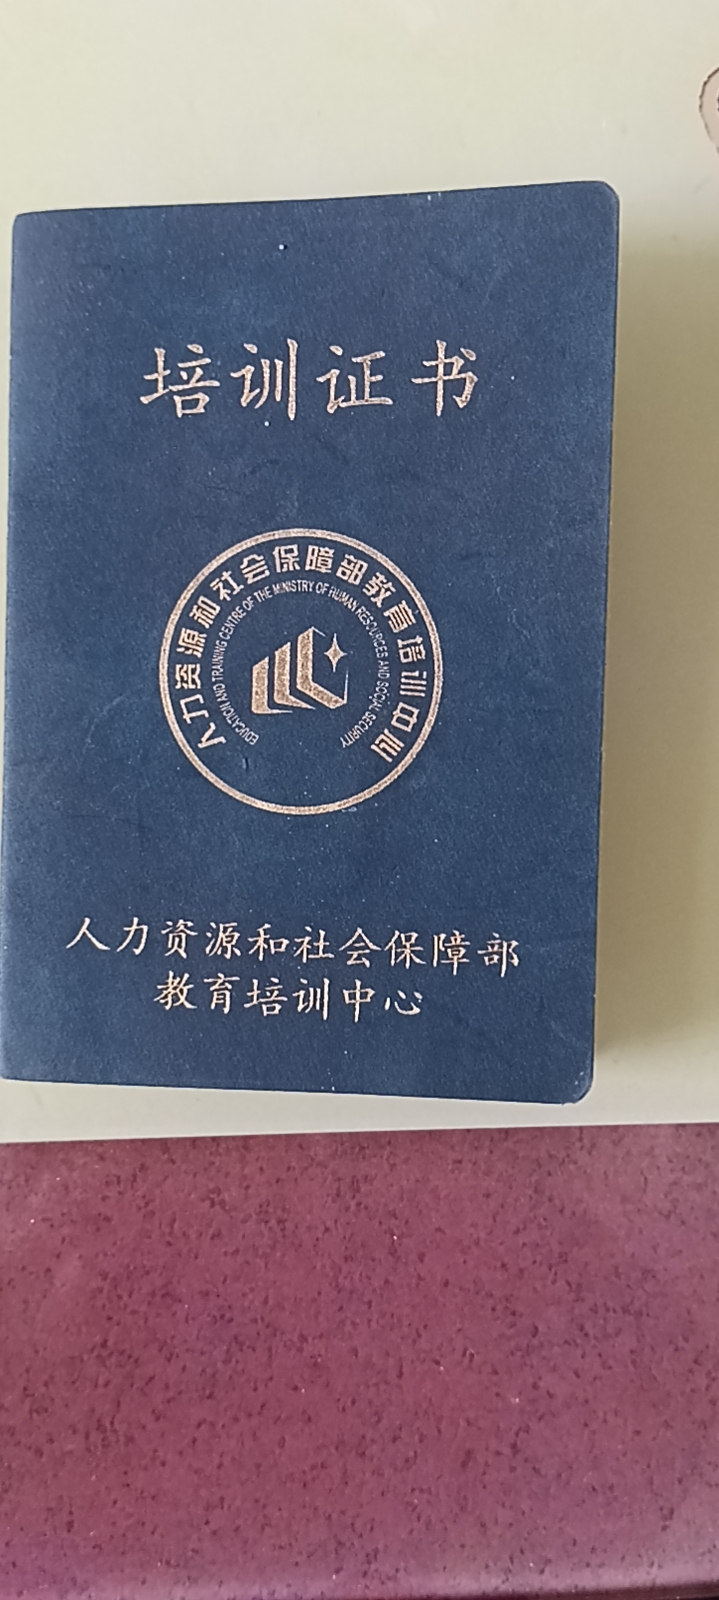 培训证书
人力资源和社会保障部教育培训中心
EDUCATION AND TRAINING CENTRE OF THE MINISTRY OF HUMAN RESOURCES AND SOCIAL SECURITY
人力资源和社会保障部
教育培训中心